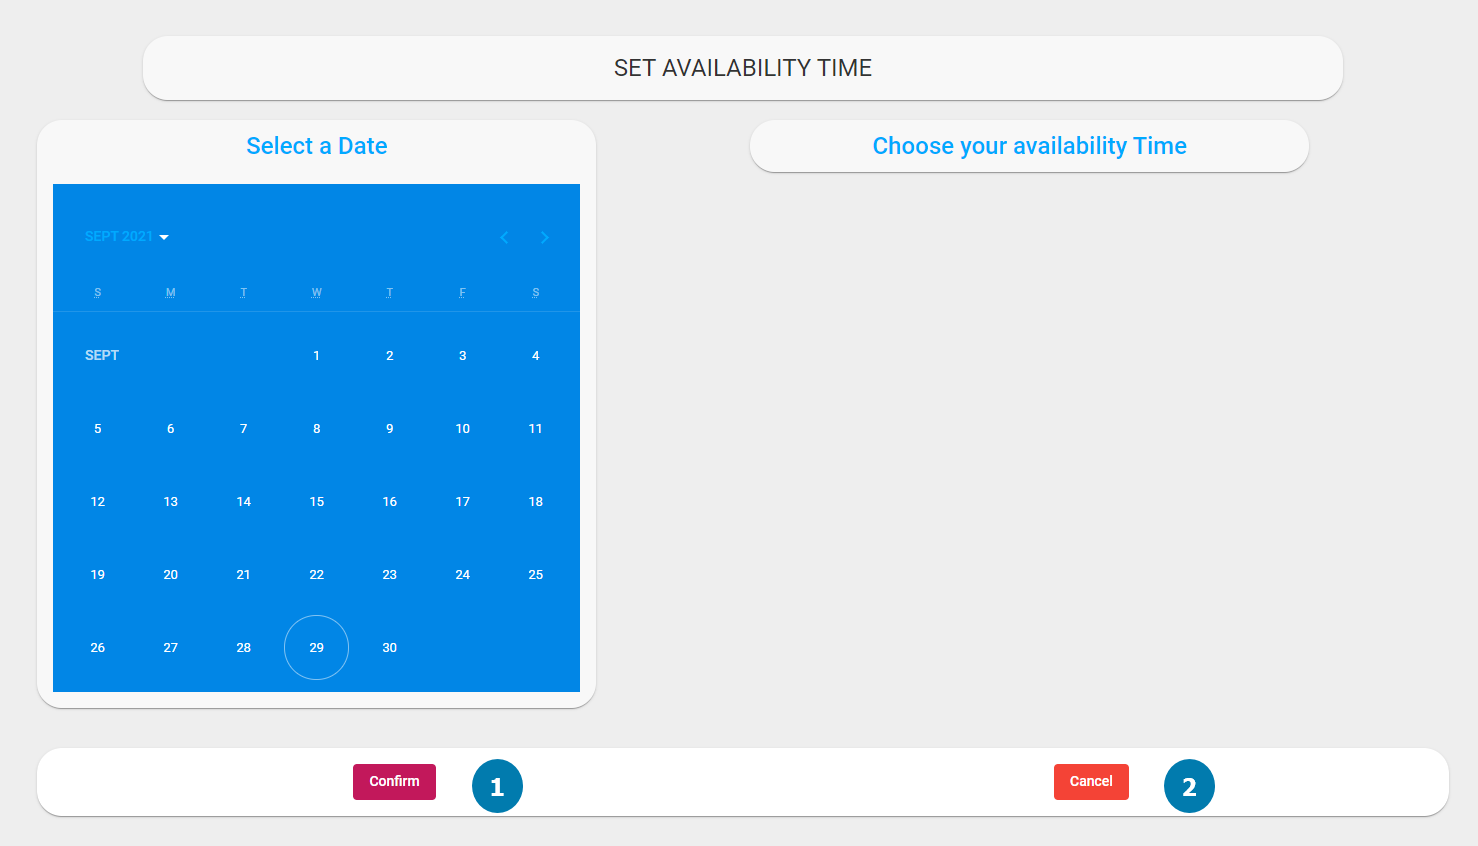 SET AVAILABILITY TIME
Select a Date
Choose your availability Time
SEPT 2021
S M T W T F S
SEPT 1 2 3 4
5 6 7 8 9 10 11
12 13 14 15 16 17 18
19 20 21 22 23 24 25
26 27 28 29 30
Confirm 1 Cancel 2